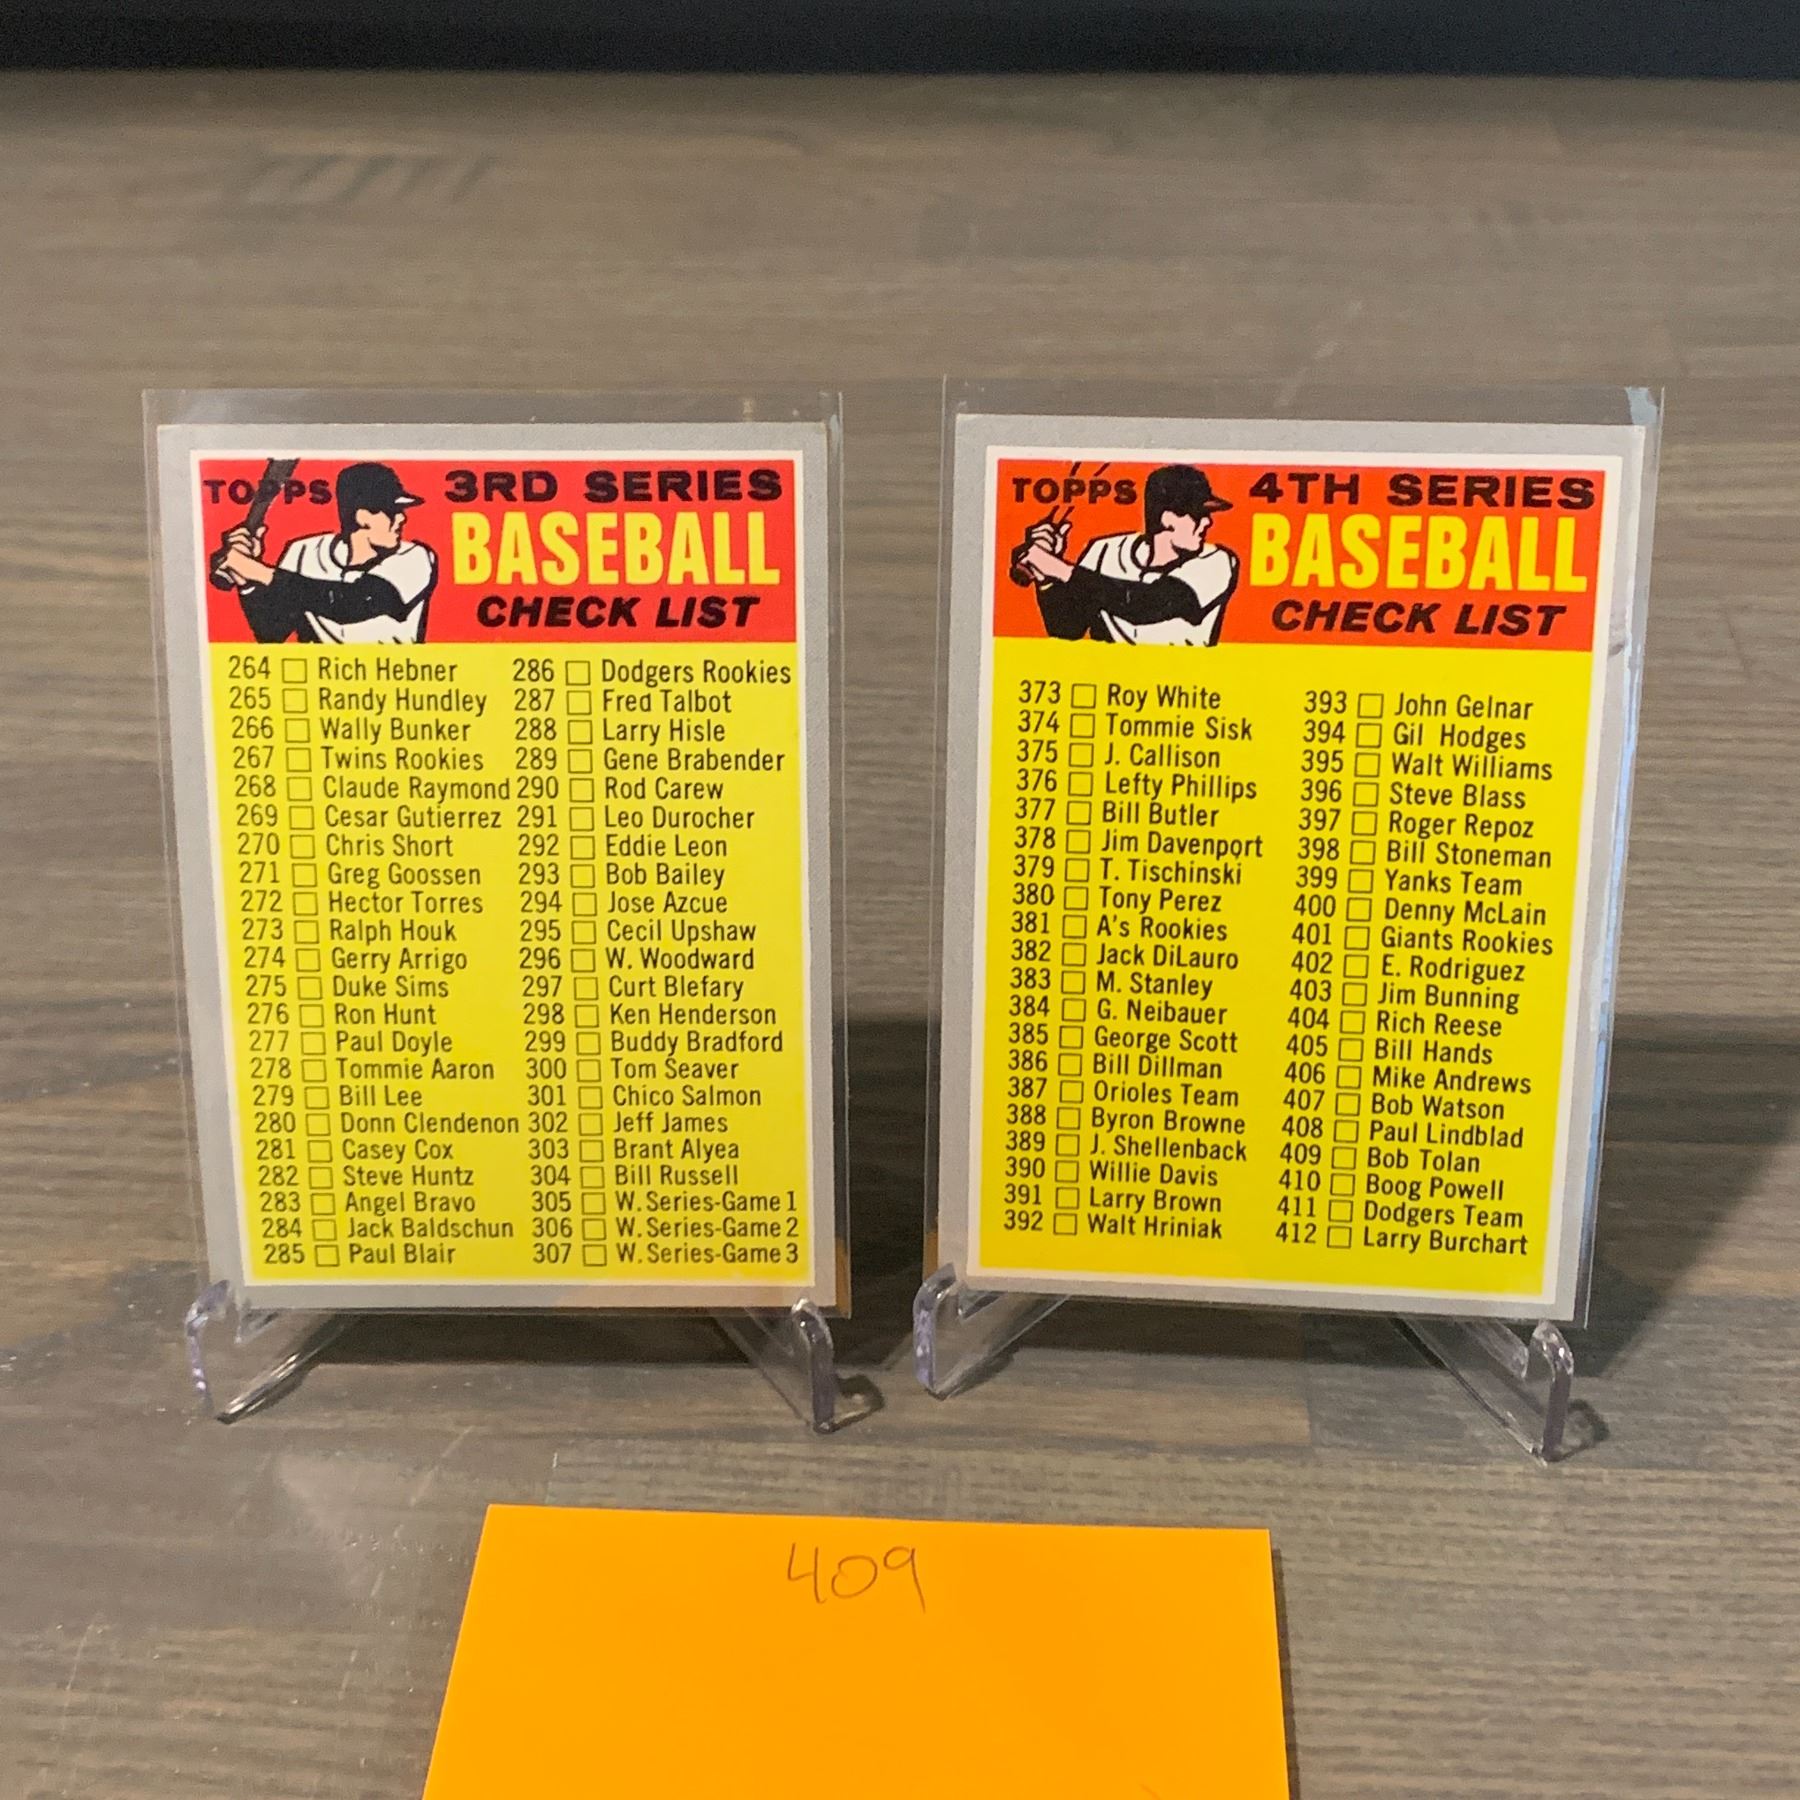 TOPPS
3RD SERIES
BASEBALL
CHECK LIST
264 Rich Hebner
265 Randy Hundley
266 Wally Bunker
267 Twins Rookies
268 Claude Raymond
269 Cesar Gutierrez
270 Chris Short
271 Greg Goossen
272 Hector Torres
273 Ralph Houk
274 Gerry Arrigo
275 Duke Sims
276 Ron Hunt
277 Paul Doyle
278 Tommie Aaron
279 Bill Lee
280 Donn Clendenon
281 Casey Cox
282 Steve Huntz
283 Angel Bravo
284 Jack Baldschun
285 Paul Blair
286 Dodgers Rookies
287 Fred Talbot
288 Larry Hisle
289 Gene Brabender
290 Rod Carew
291 Leo Durocher
292 Eddie Leon
293 Bob Bailey
294 Jose Azcue
295 Cecil Upshaw
296 W. Woodward
297 Curt Blefary
298 Ken Henderson
299 Buddy Bradford
300 Tom Seaver
301 Chico Salmon
302 Jeff James
303 Brant Alyea
304 Bill Russell
305 W. Series-Game 1
306 W. Series-Game 2
307 W. Series-Game 3
TOPPS
4TH SERIES
BASEBALL
CHECK LIST
373 Roy White
374 Tommie Sisk
375 J. Callison
376 Lefty Phillips
377 Bill Butler
378 Jim Davenport
379 T. Tischinski
380 Tony Perez
381 A's Rookies
382 Jack DiLauro
383 M. Stanley
384 G. Neibauer
385 George Scott
386 Bill Dillman
387 Orioles Team
388 Byron Browne
389 J. Shellenback
390 Willie Davis
391 Larry Brown
392 Walt Hriniak
393 John Gelnar
394 Gil Hodges
395 Walt Williams
396 Steve Blass
397 Roger Repoz
398 Bill Stoneman
399 Yanks Team
400 Denny McLain
401 Giants Rookies
402 E. Rodriguez
403 Jim Bunning
404 Rich Reese
405 Bill Hands
406 Mike Andrews
407 Bob Watson
408 Paul Lindblad
409 Bob Tolan
410 Boog Powell
411 Dodgers Team
412 Larry Burchart
409